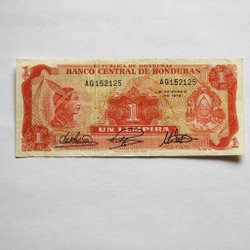 REPUBLICA DE HONDURAS
BANCO CENTRAL DE HONDURAS
AQ152125 AQ152125
1 1
1
1
UN LEMPIRA